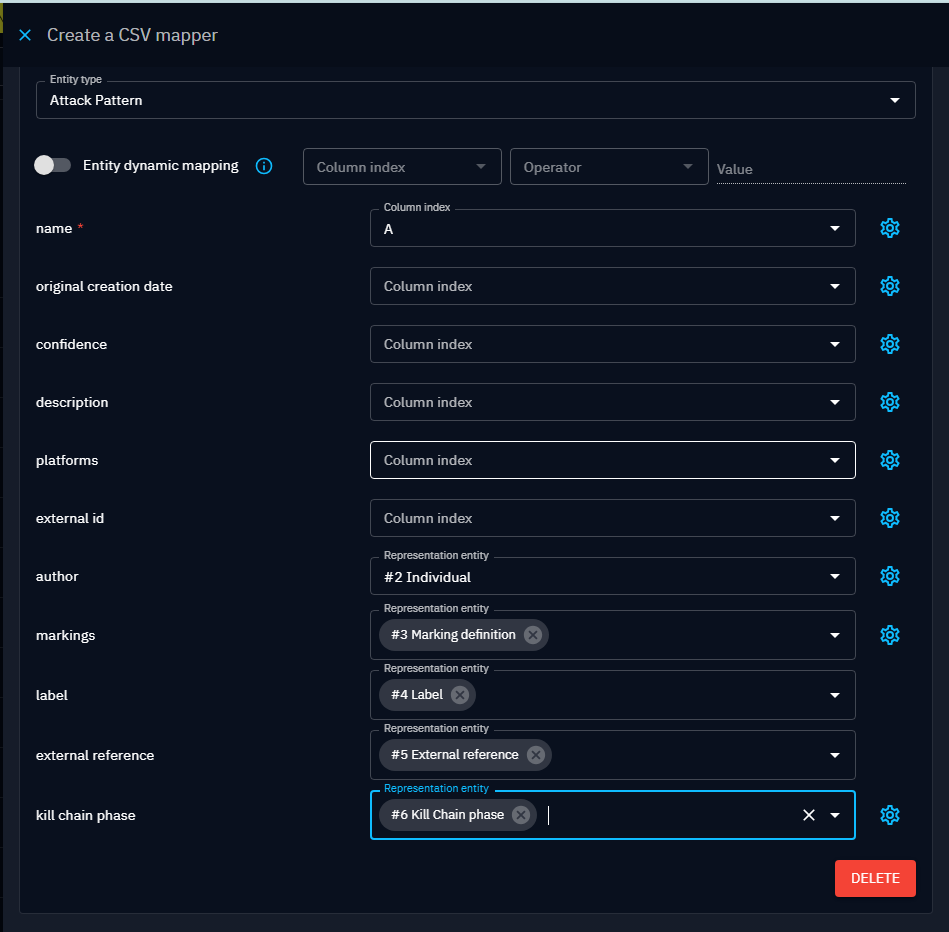 Create a CSV mapper
Entity type
Attack Pattern
Entity dynamic mapping
Column index
Operator
Value
name *
Column index
A
original creation date
Column index
confidence
Column index
description
Column index
platforms
Column index
external id
Column index
author
Representation entity
#2 Individual
markings
Representation entity
#3 Marking definition
label
Representation entity
#4 Label
external reference
Representation entity
#5 External reference
kill chain phase
Representation entity
#6 Kill Chain phase
DELETE